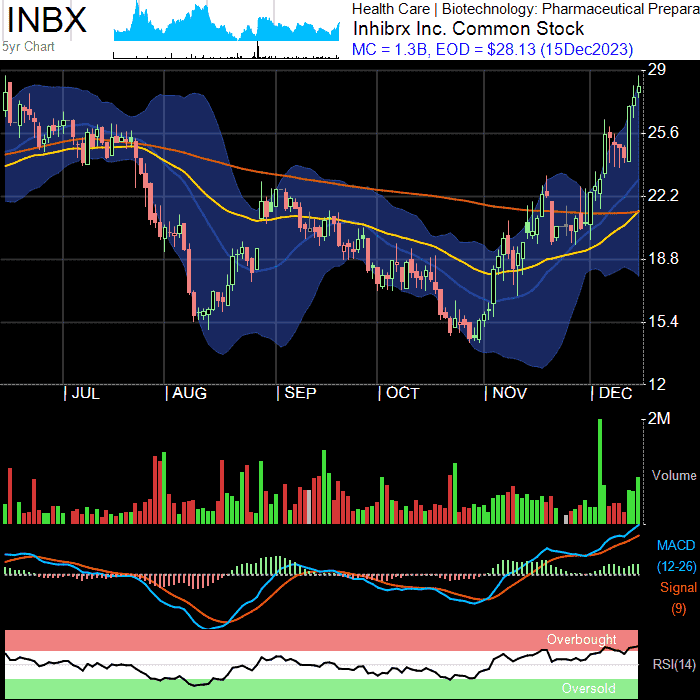 INBX
5yr Chart
Health Care | Biotechnology: Pharmaceutical Prepara
Inhibrx Inc. Common Stock
MC = 1.3B, EOD = $28.13 (15Dec2023)
29
25.6
22.2
18.8
15.4
12
| JUL | AUG | SEP | OCT | NOV | DEC
2M
Volume
MACD
(12-26)
Signal
(9)
Overbought
RSI(14)
Oversold